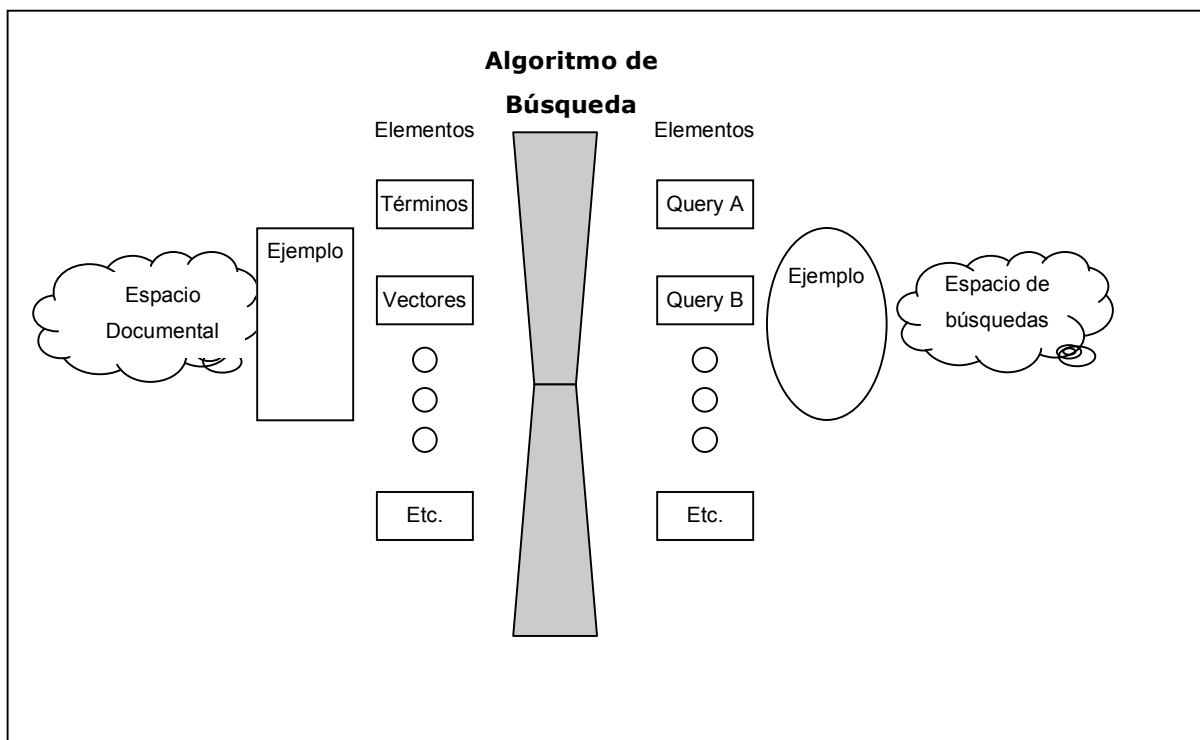 Algoritmo de
Búsqueda
Elementos
Elementos
Términos
Query A
Ejemplo
Ejemplo
Espacio
Documental
Vectores
Query B
Espacio de
búsquedas
Etc.
Etc.